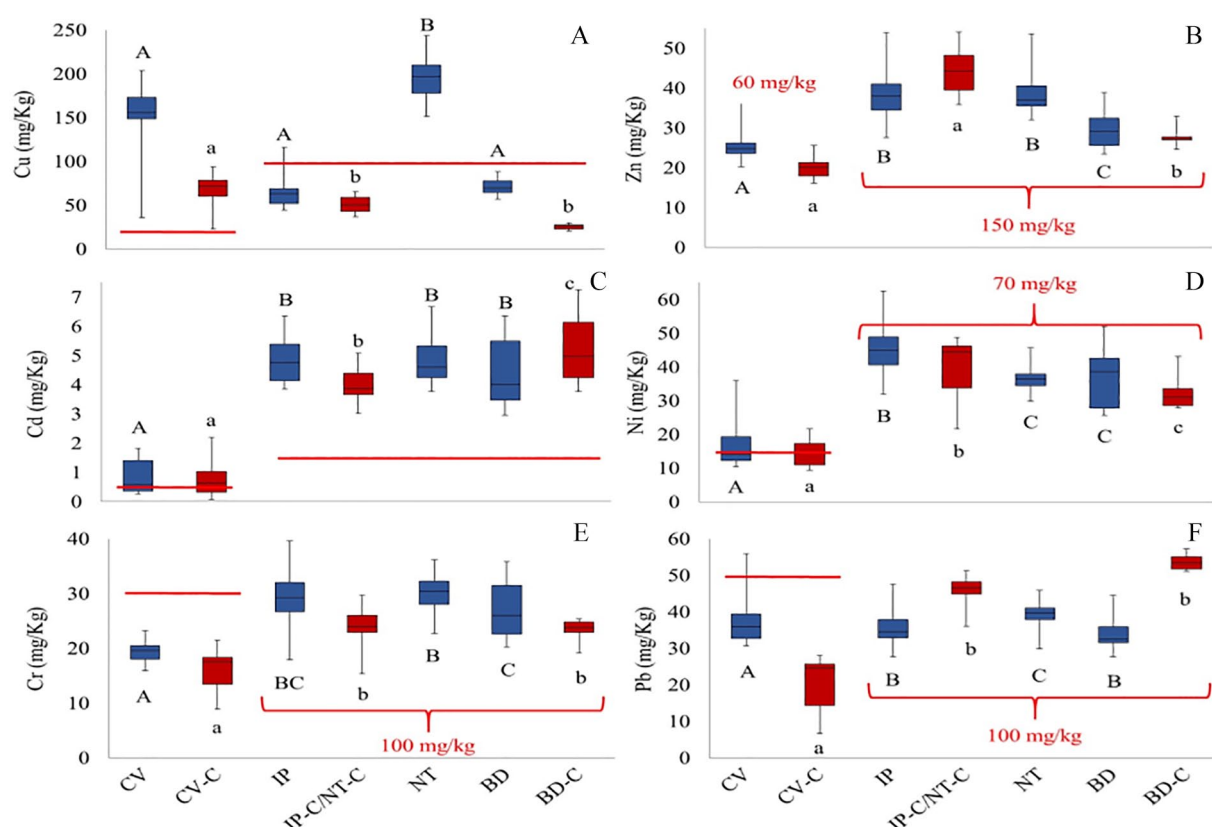 A
Cu (mg/Kg)
250
200
150
100
50
0
A
a
A
b
B
A
b
B
Zn (mg/Kg)
50
40
30
20
10
0
60 mg/kg
A
a
B
a
B
C
b
150 mg/kg
C
Cd (mg/Kg)
7
6
5
4
3
2
1
0
A
a
B
b
B
B
c
D
Ni (mg/Kg)
60
50
40
30
20
10
0
70 mg/kg
A
a
B
b
C
C
c
E
Cr (mg/Kg)
40
30
20
10
0
A
a
BC
b
B
C
b
100 mg/kg
CV
CV-C
IP
IP-C/NT-C
NT
BD
BD-C
F
Pb (mg/Kg)
60
50
40
30
20
10
0
A
a
B
b
C
B
b
100 mg/kg
CV
CV-C
IP
IP-C/NT-C
NT
BD
BD-C